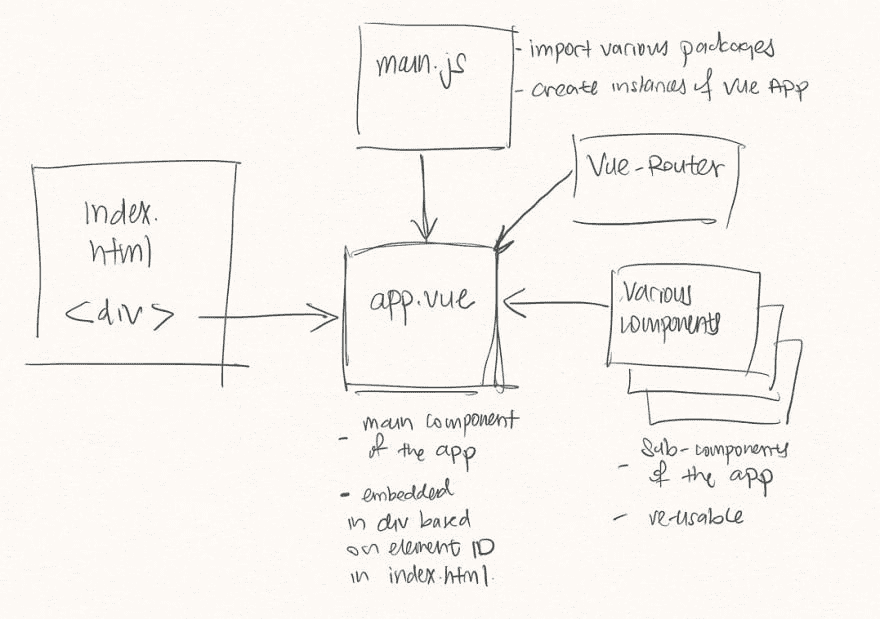 main.js
- import various packages
- create instances of Vue App
Vue-Router
Index.
html
<div>
app.vue
Various
components
- main component
of the app
- embedded
in div based
on element ID
in index.html.
- Sub-components
of the app
- re-usable